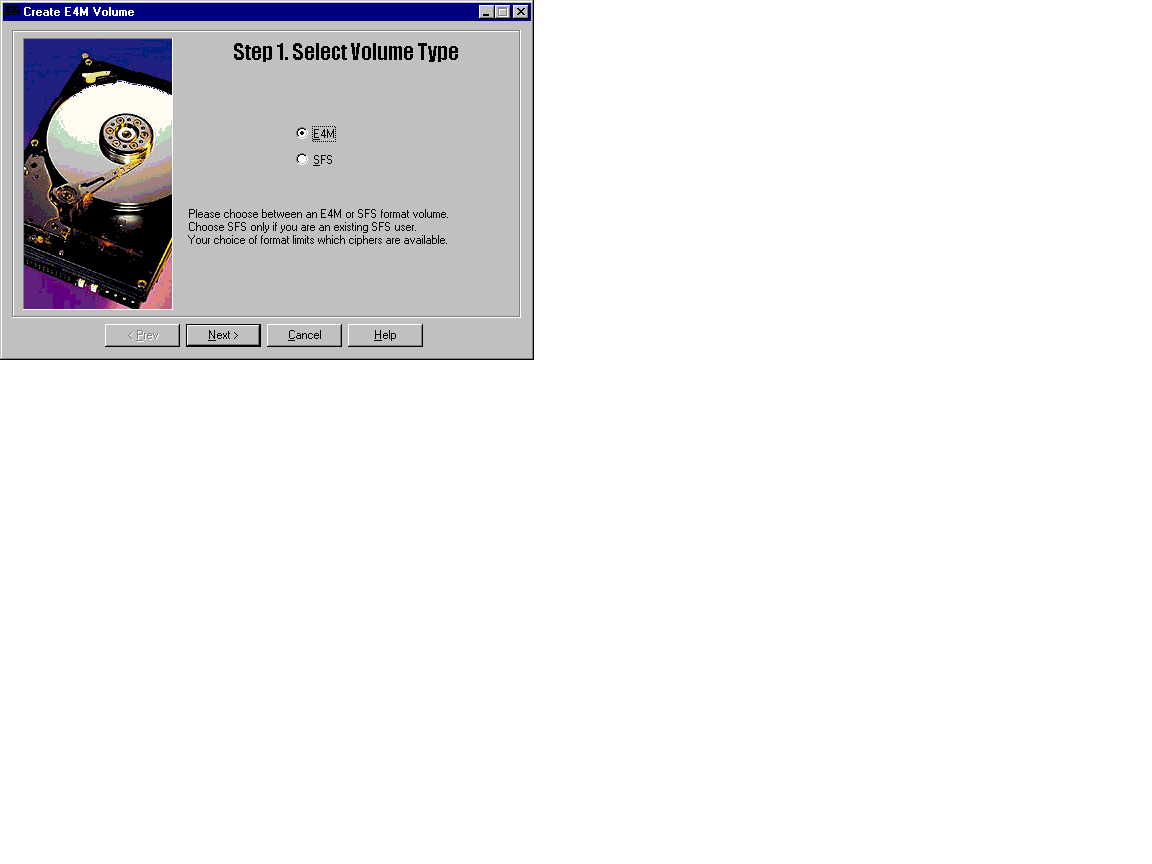 Create E4M Volume
Step 1. Select Volume Type
E4M
SFS
Please choose between an E4M or SFS format volume.
Choose SFS only if you are an existing SFS user.
Your choice of format limits which ciphers are available.
< Prev
Next >
Cancel
Help